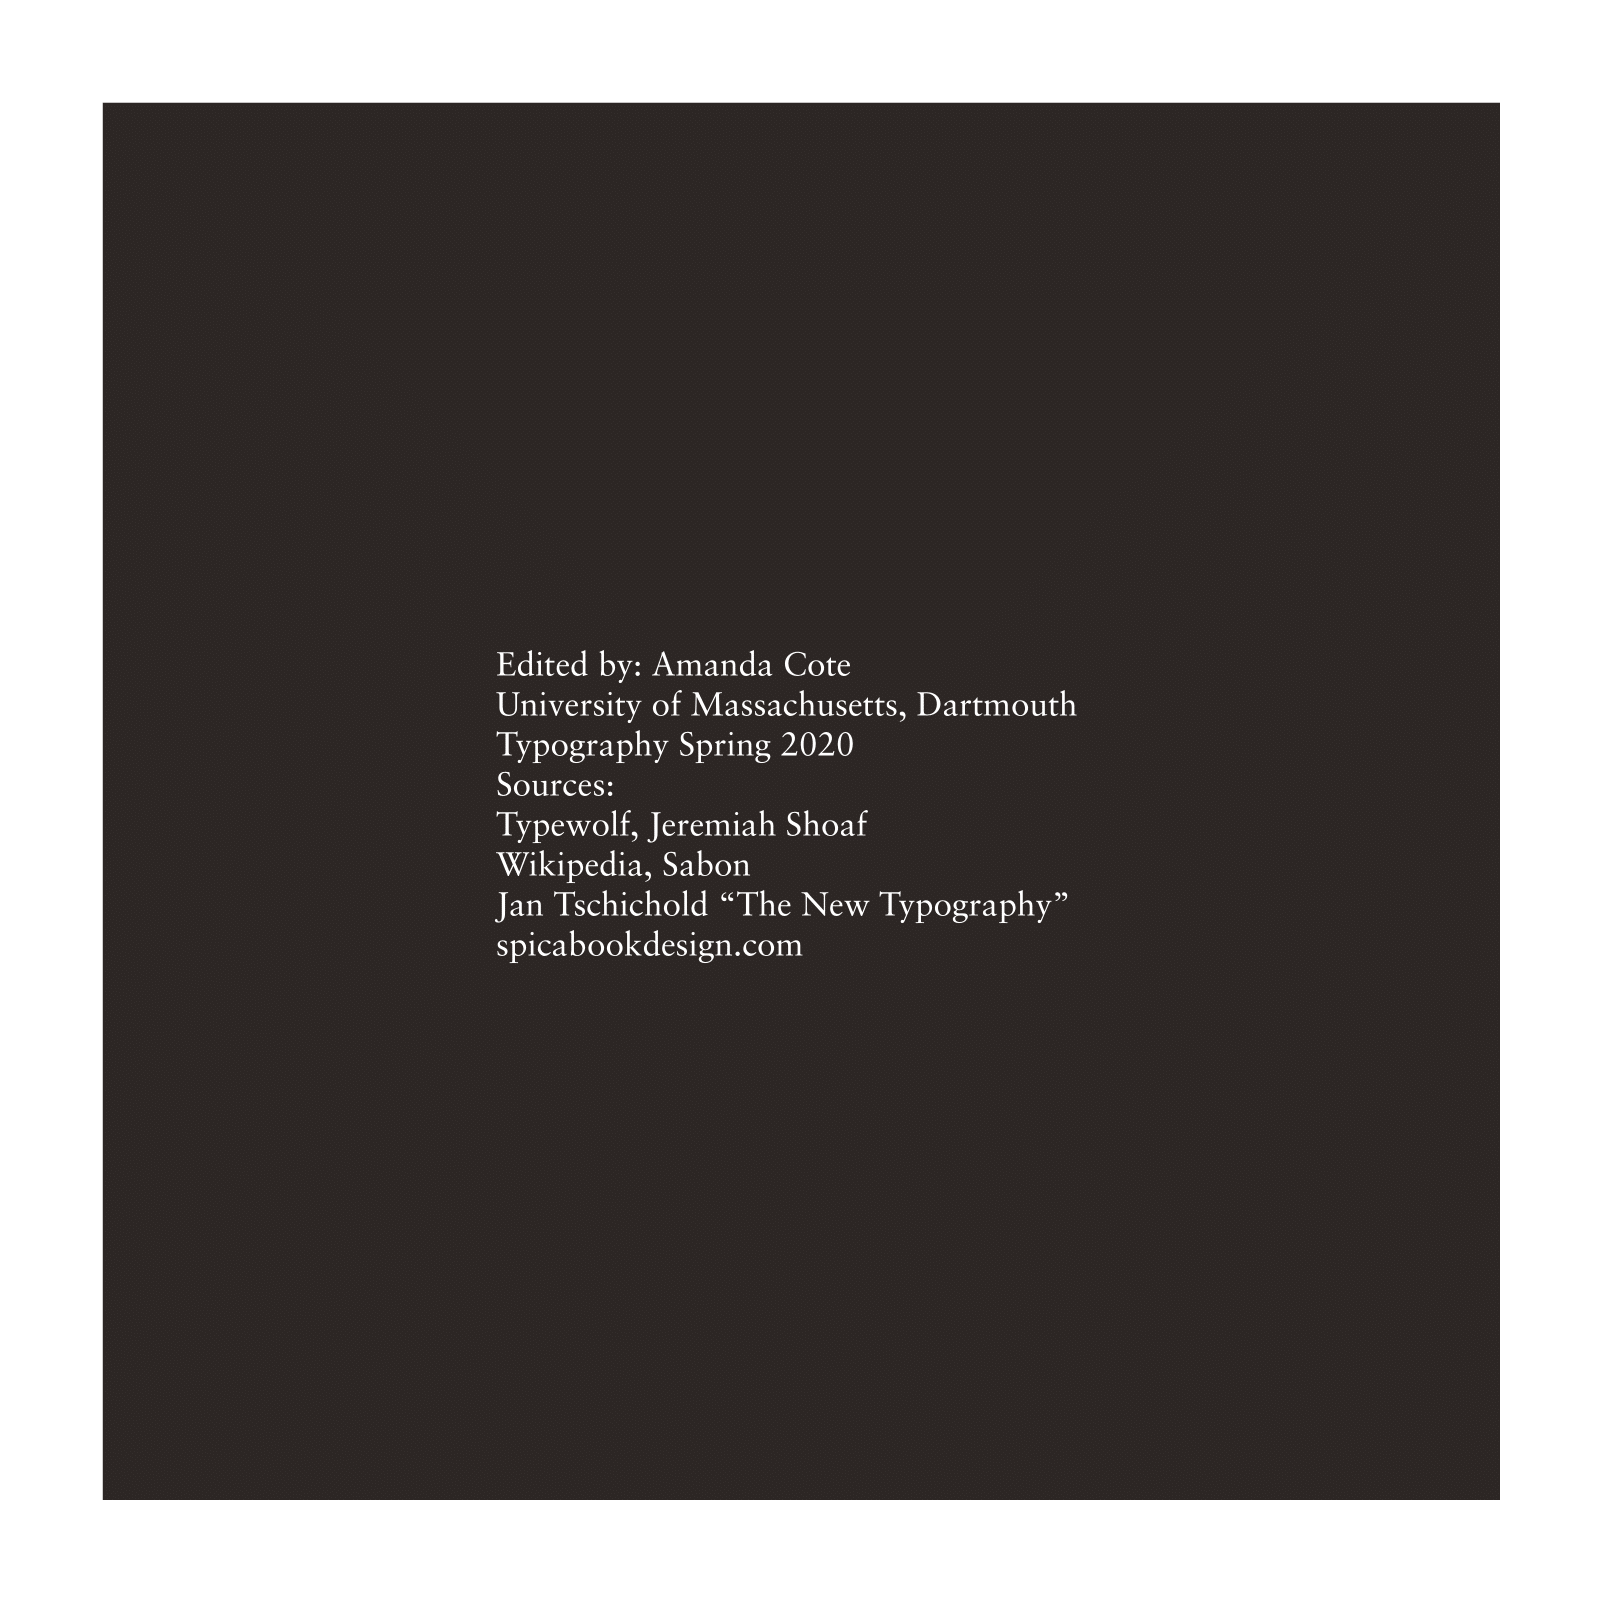 Edited by: Amanda Cote
University of Massachusetts, Dartmouth
Typography Spring 2020
Sources:
Typewolf, Jeremiah Shoaf
Wikipedia, Sabon
Jan Tschichold “The New Typography”
spicabookdesign.com